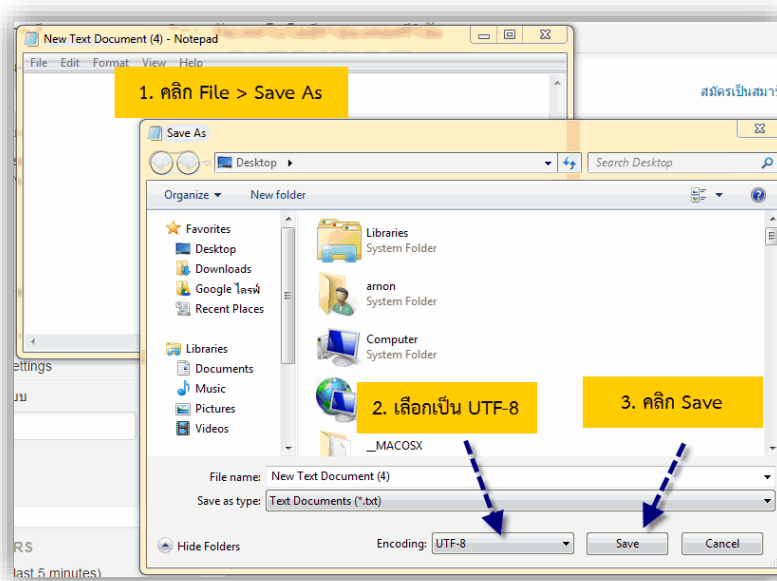 New Text Document (4) - Notepad
File Edit Format View Help
1. คลิก File > Save As
สมัครเป็นสมาร
Save As
Desktop
Search Desktop
Organize
New folder
Favorites
Desktop
Downloads
Google ไดรฟ์
Recent Places
Libraries
Documents
Music
Pictures
Videos
Libraries
System Folder
arnon
System Folder
Computer
System Folder
2. เลือกเป็น UTF-8
3. คลิก Save
__MACOSX
File name: New Text Document (4)
Save as type: Text Documents (*.txt)
Hide Folders
Encoding: UTF-8
Save
Cancel
ettings
RS
last 5 minutes)